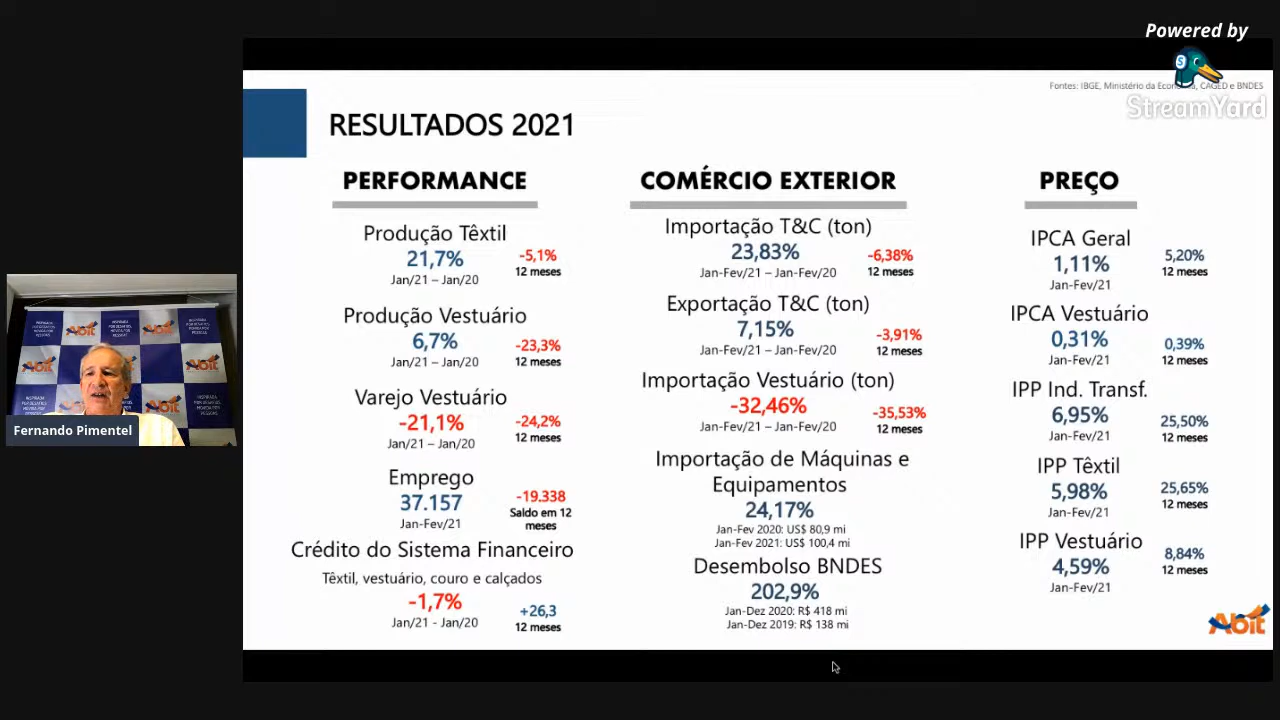 Powered by
StreamYard
Fontes: IBGE, Ministério da Economia, CAGED e BNDES
RESULTADOS 2021
PERFORMANCE
Produção Têxtil
21,7%
Jan/21 – Jan/20
-5,1%
12 meses
Produção Vestuário
6,7%
Jan/21 – Jan/20
-23,3%
12 meses
Varejo Vestuário
-21,1%
Jan/21 – Jan/20
-24,2%
12 meses
Emprego
37.157
Jan-Fev/21
-19.338
Saldo em 12
meses
Crédito do Sistema Financeiro
Têxtil, vestuário, couro e calçados
-1,7%
Jan/21 - Jan/20
+26,3
12 meses
COMÉRCIO EXTERIOR
Importação T&C (ton)
23,83%
Jan-Fev/21 – Jan-Fev/20
-6,38%
12 meses
Exportação T&C (ton)
7,15%
Jan-Fev/21 – Jan-Fev/20
-3,91%
12 meses
Importação Vestuário (ton)
-32,46%
Jan-Fev/21 – Jan-Fev/20
-35,53%
12 meses
Importação de Máquinas e
Equipamentos
24,17%
Jan-Fev 2020: US$ 80,9 mi
Jan-Fev 2021: US$ 100,4 mi
Desembolso BNDES
202,9%
Jan-Dez 2020: R$ 418 mi
Jan-Dez 2019: R$ 138 mi
PREÇO
IPCA Geral
1,11%
Jan-Fev/21
5,20%
12 meses
IPCA Vestuário
0,31%
Jan-Fev/21
0,39%
12 meses
IPP Ind. Transf.
6,95%
Jan-Fev/21
25,50%
12 meses
IPP Têxtil
5,98%
Jan-Fev/21
25,65%
12 meses
IPP Vestuário
4,59%
Jan-Fev/21
8,84%
12 meses
Abit
Abit
Abit
Fernando Pimentel